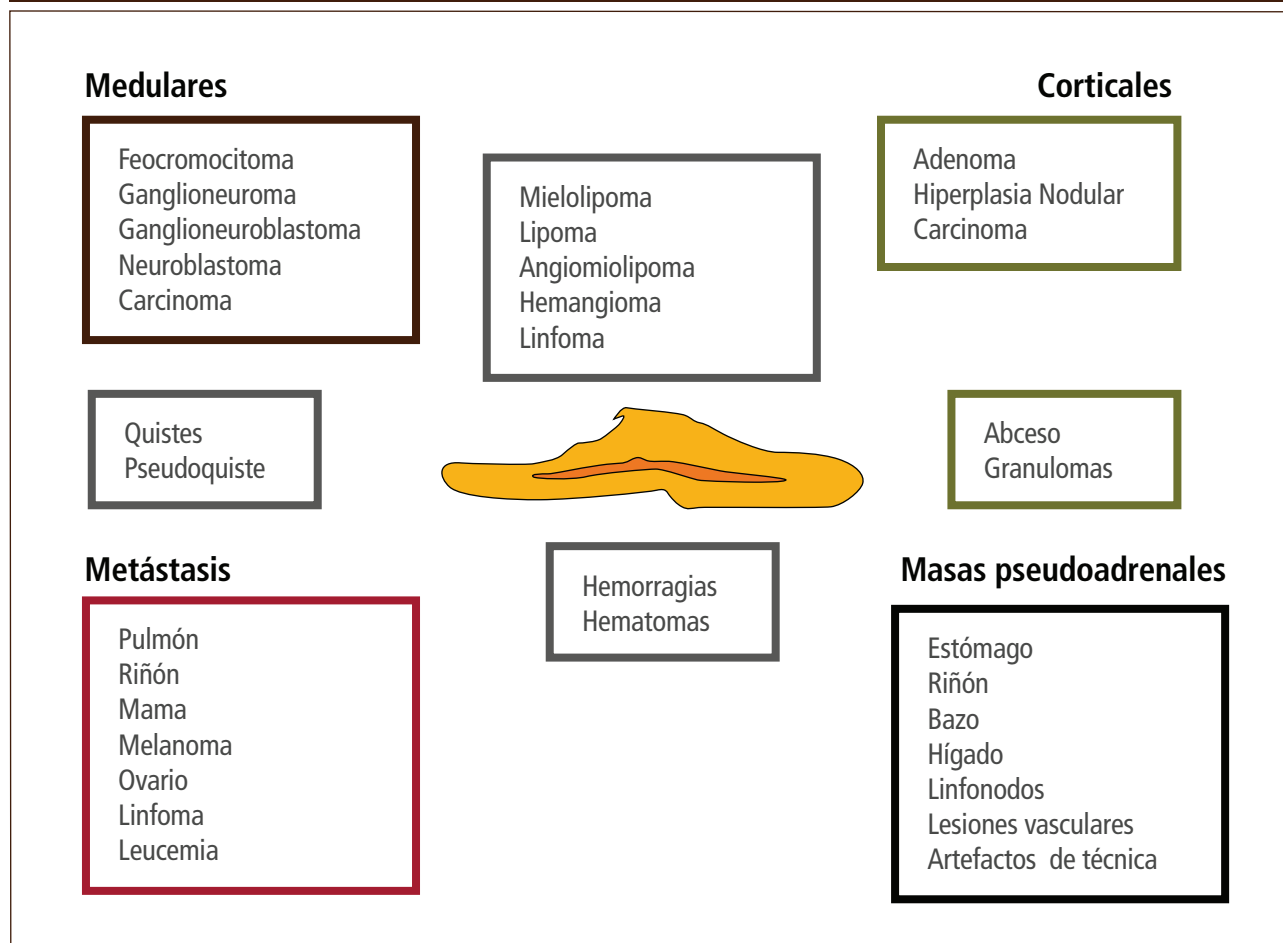 Medulares
Feocromocitoma
Ganglioneuroma
Ganglioneuroblastoma
Neuroblastoma
Carcinoma
Mielolipoma
Lipoma
Angiomiolipoma
Hemangioma
Linfoma
Corticales
Adenoma
Hiperplasia Nodular
Carcinoma
Quistes
Pseudoquiste
Abceso
Granulomas
Metástasis
Pulmón
Riñón
Mama
Melanoma
Ovario
Linfoma
Leucemia
Hemorragias
Hematomas
Masas pseudoadrenales
Estómago
Riñón
Bazo
Hígado
Linfonodos
Lesiones vasculares
Artefactos de técnica